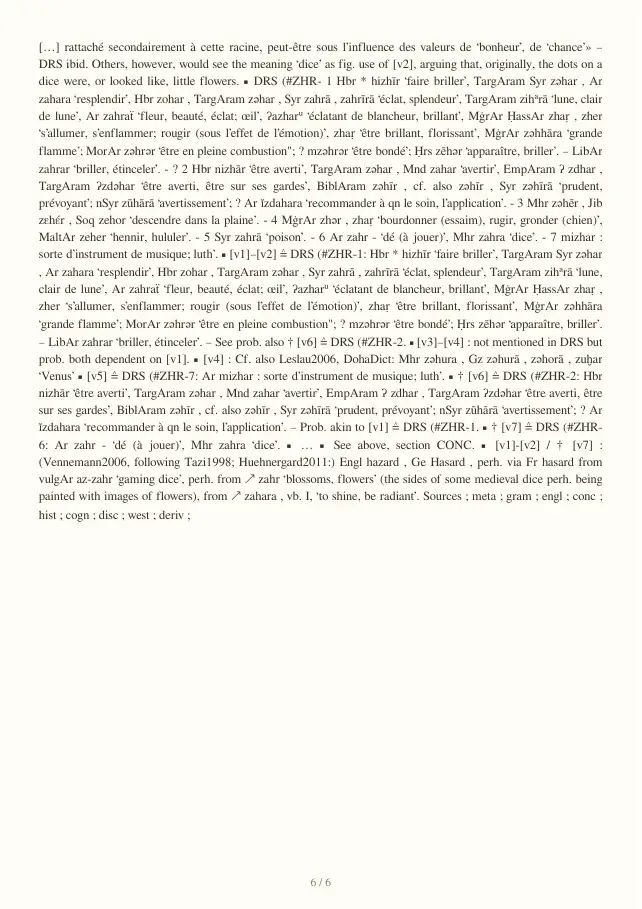 […] rattaché secondairement à cette racine, peut-être sous l’influence des valeurs de ‘bonheur’, de ‘chance’» –
DRS ibid. Others, however, would see the meaning ‘dice’ as fig. use of [v2], arguing that, originally, the dots on a
dice were, or looked like, little flowers. ▪ DRS (#ZHR- 1 Hbr * hizhīr ‘faire briller’, TargAram Syr zəhar , Ar
zahara ‘resplendir’, Hbr zohar , TargAram zəhar , Syr zahrā , zahrīrā ‘éclat, splendeur’, TargAram zihᵃrā ‘lune, clair
de lune’, Ar zahraẗ ‘fleur, beauté, éclat; œil’, ʔazharᵘ ‘éclatant de blancheur, brillant’, MġrAr ḤassAr zhaṛ , zher
‘s’allumer, s’enflammer; rougir (sous l’effet de l’émotion)’, zhaṛ ‘être brillant, florissant’, MġrAr zəhhāra ‘grande
flamme’; MorAr zəhrər ‘être en pleine combustion"; ? mzəhrər ‘être bondé’; Ḥrs zēhər ‘apparaître, briller’. – LibAr
zahrar ‘briller, étinceler’. - ? 2 Hbr nizhār ‘être averti’, TargAram zəhar , Mnd zahar ‘avertir’, EmpAram ʔ zdhar ,
TargAram ʔzdəhar ‘être averti, être sur ses gardes’, BiblAram zəhīr , cf. also zəhīr , Syr zəhīrā ‘prudent,
prévoyant’; nSyr zūhārā ‘avertissement’; ? Ar ĭzdahara ‘recommander à qn le soin, l’application’. - 3 Mhr zəhēr , Jib
zɛhér , Soq zehor ‘descendre dans la plaine’. - 4 MġrAr zhər , zhaṛ ‘bourdonner (essaim), rugir, gronder (chien)’,
MaltAr zeher ‘hennir, hululer’. - 5 Syr zahrā ‘poison’. - 6 Ar zahr - ‘dé (à jouer)’, Mhr zahra ‘dice’. - 7 mizhar :
sorte d’instrument de musique; luth’. ▪ [v1]–[v2] ≙ DRS (#ZHR-1: Hbr * hizhīr ‘faire briller’, TargAram Syr zəhar
, Ar zahara ‘resplendir’, Hbr zohar , TargAram zəhar , Syr zahrā , zahrīrā ‘éclat, splendeur’, TargAram zihᵃrā ‘lune,
clair de lune’, Ar zahraẗ ‘fleur, beauté, éclat; œil’, ʔazharᵘ ‘éclatant de blancheur, brillant’, MġrAr ḤassAr zhaṛ ,
zher ‘s’allumer, s’enflammer; rougir (sous l’effet de l’émotion)’, zhaṛ ‘être brillant, florissant’, MġrAr zəhhāra
‘grande flamme’; MorAr zəhrər ‘être en pleine combustion"; ? mzəhrər ‘être bondé’; Ḥrs zēhər ‘apparaître, briller’.
– LibAr zahrar ‘briller, étinceler’. – See prob. also † [v6] ≙ DRS (#ZHR-2. ▪ [v3]–[v4] : not mentioned in DRS but
prob. both dependent on [v1]. ▪ [v4] : Cf. also Leslau2006, DohaDict: Mhr zəhura , Gz zəhurā , zəhorā , zuḫar
‘Venus’ ▪ [v5] ≙ DRS (#ZHR-7: Ar mizhar : sorte d’instrument de musique; luth’. ▪ † [v6] ≙ DRS (#ZHR-2: Hbr
nizhār ‘être averti’, TargAram zəhar , Mnd zahar ‘avertir’, EmpAram ʔ zdhar , TargAram ʔzdəhar ‘être averti, être
sur ses gardes’, BiblAram zəhīr , cf. also zəhīr , Syr zəhīrā ‘prudent, prévoyant’; nSyr zūhārā ‘avertissement’; ? Ar
ĭzdahara ‘recommander à qn le soin, l’application’. – Prob. akin to [v1] ≙ DRS (#ZHR-1. ▪ † [v7] ≙ DRS (#ZHR-
6: Ar zahr - ‘dé (à jouer)’, Mhr zahra ‘dice’. ▪ … ▪ See above, section CONC. ▪ [v1]-[v2] / † [v7] :
(Vennemann2006, following Tazi1998; Huehnergard2011:) Engl hazard , Ge Hasard , perh. via Fr hasard from
vulgAr az-zahr ‘gaming dice’, perh. from ↗ zahr ‘blossoms, flowers’ (the sides of some medieval dice perh. being
painted with images of flowers), from ↗ zahara , vb. I, ‘to shine, be radiant’. Sources ; meta ; gram ; engl ; conc ;
hist ; cogn ; disc ; west ; deriv ;
6 / 6